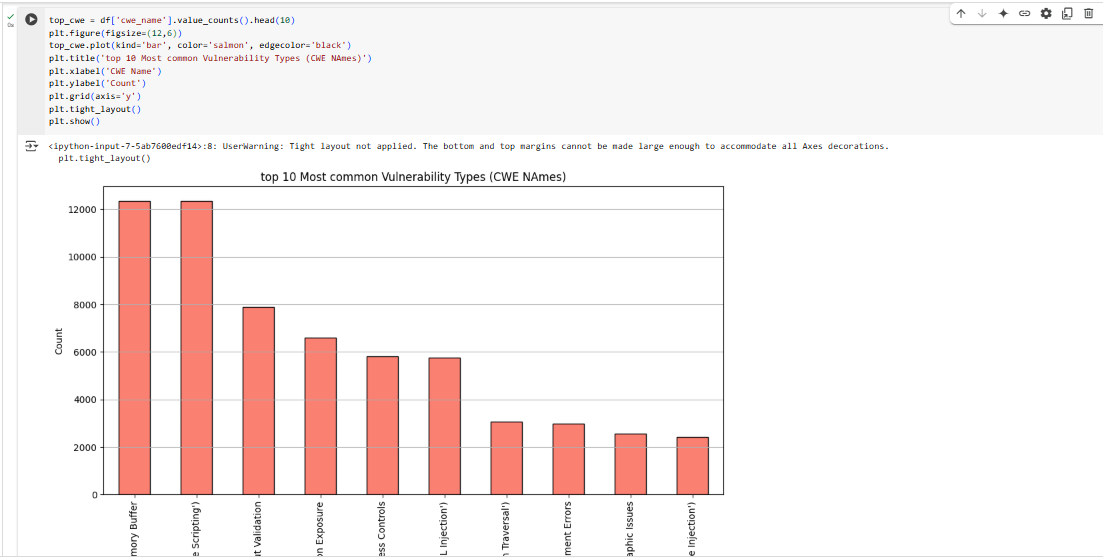 top_cwe = df['cwe_name'].value_counts().head(10)
plt.figure(figsize=(12,6))
top_cwe.plot(kind='bar', color='salmon', edgecolor='black')
plt.title('top 10 Most common Vulnerability Types (CWE NAmes)')
plt.xlabel('CWE Name')
plt.ylabel('Count')
plt.grid(axis='y')
plt.tight_layout()
plt.show()
0s
<ipython-input-7-5ab7600edf14>:8: UserWarning: Tight layout not applied. The bottom and top margins cannot be made large enough to accommodate all Axes decorations.
plt.tight_layout()
top 10 Most common Vulnerability Types (CWE NAmes)
12000
10000
8000
6000
4000
2000
0
Count
mory Buffer
e Scripting')
t Validation
on Exposure
ess Controls
L Injection')
n Traversal')
ment Errors
aphic Issues
e Injection')